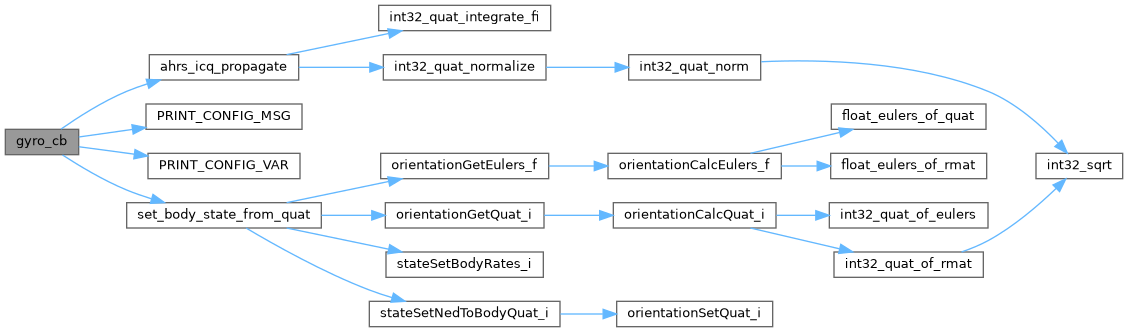 int32_quat_integrate_fi
ahrs_icq_propagate
int32_quat_normalize
int32_quat_norm
PRINT_CONFIG_MSG
float_eulers_of_quat
gyro_cb
PRINT_CONFIG_VAR
orientationGetEulers_f
orientationCalcEulers_f
float_eulers_of_rmat
int32_sqrt
set_body_state_from_quat
orientationGetQuat_i
orientationCalcQuat_i
int32_quat_of_eulers
stateSetBodyRates_i
int32_quat_of_rmat
stateSetNedToBodyQuat_i
orientationSetQuat_i